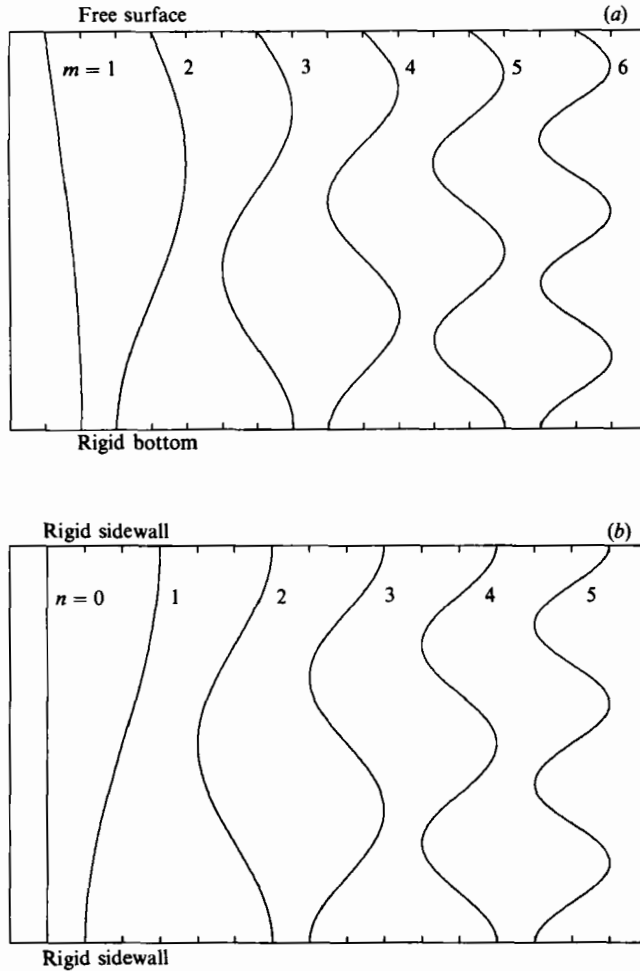 Free surface (a)
m = 1 2 3 4 5 6
Rigid bottom
Rigid sidewall (b)
n = 0 1 2 3 4 5
Rigid sidewall